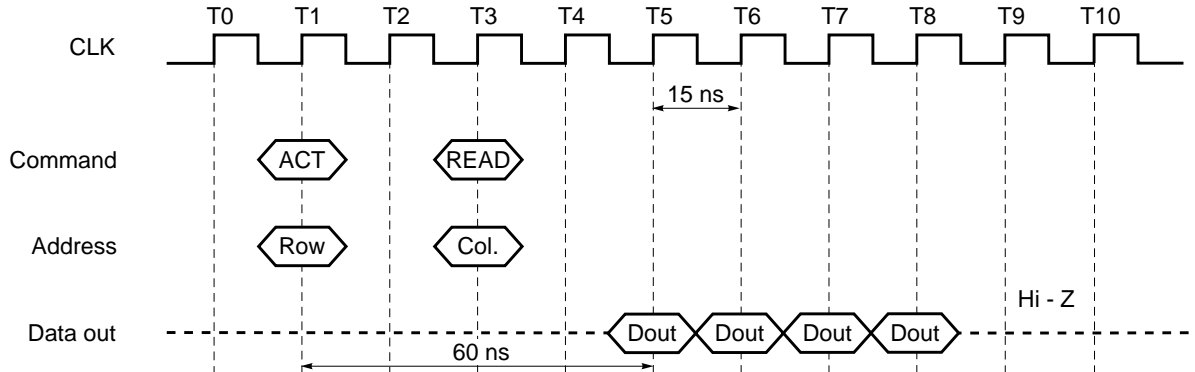 T0 T1 T2 T3 T4 T5 T6 T7 T8 T9 T10
CLK
15 ns
Command ACT READ
Address Row Col.
Hi - Z
Data out Dout Dout Dout Dout
60 ns